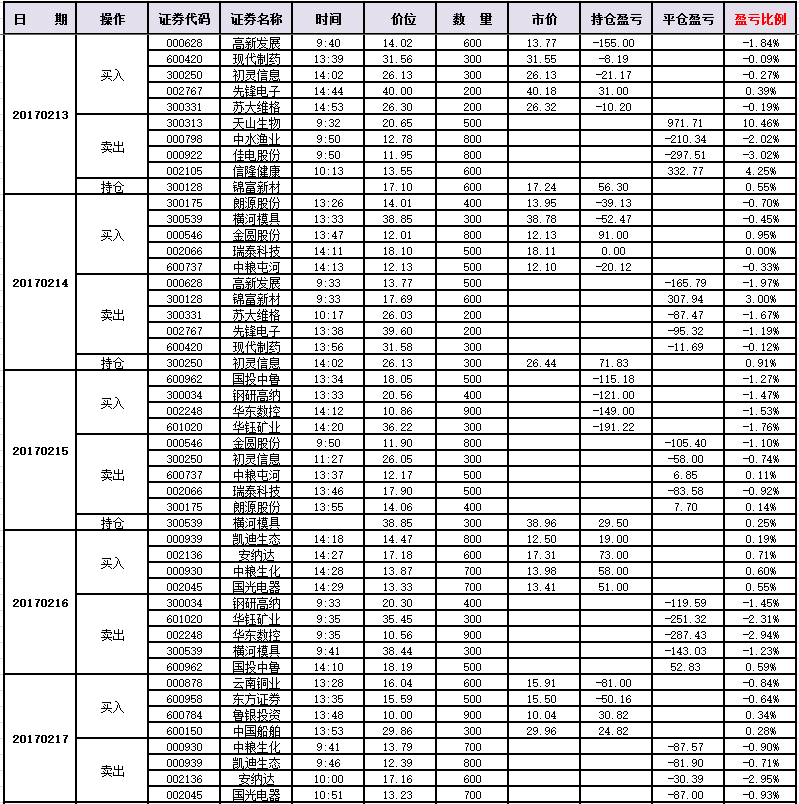 日 期 操作 证券代码 证券名称 时间 价位 数 量 市价 持仓盈亏 平仓盈亏 盈亏比例
20170213 买入 000628 高新发展 9:40 14.02 600 13.77 -155.00 -1.84%
600420 现代制药 13:39 31.56 300 31.55 -8.19 -0.09%
300250 初灵信息 14:02 26.13 300 26.13 -21.17 -0.27%
002767 先锋电子 14:44 40.00 200 40.18 31.00 0.39%
300331 苏大维格 14:53 26.30 200 26.32 -10.20 -0.19%
卖出 300313 天山生物 9:32 20.65 500 971.71 10.46%
000798 中水渔业 9:50 12.78 800 -210.34 -2.02%
000922 佳电股份 9:50 11.95 800 -297.51 -3.02%
002105 信隆健康 10:13 13.55 600 332.77 4.25%
持仓 300128 锦富新材 17.10 600 17.24 56.30 0.55%
20170214 买入 300175 朗源股份 13:26 14.01 400 13.95 -39.13 -0.70%
300539 横河模具 13:33 38.85 300 38.78 -52.47 -0.45%
000546 金圆股份 13:47 12.01 800 12.13 91.00 0.95%
002066 瑞泰科技 14:11 18.10 500 18.11 0.00 0.00%
600737 中粮屯河 14:13 12.13 500 12.10 -20.12 -0.33%
卖出 000628 高新发展 9:33 13.77 500 -165.79 -1.97%
300128 锦富新材 9:33 17.69 600 307.94 3.00%
300331 苏大维格 10:17 26.03 200 -87.47 -1.67%
002767 先锋电子 13:38 39.60 200 -95.32 -1.19%
600420 现代制药 13:56 31.58 300 -11.69 -0.12%
持仓 300250 初灵信息 14:02 26.13 300 26.44 71.83 0.91%
20170215 买入 600962 国投中鲁 13:34 18.05 500 -115.18 -1.27%
300034 钢研高纳 13:33 20.56 400 -121.00 -1.47%
002248 华东数控 14:12 10.86 900 -149.00 -1.53%
601020 华钰矿业 14:20 36.22 300 -191.22 -1.76%
卖出 000546 金圆股份 9:50 11.90 800 -105.40 -1.10%
300250 初灵信息 11:27 26.05 300 -58.00 -0.74%
600737 中粮屯河 13:37 12.17 500 6.85 0.11%
002066 瑞泰科技 13:46 17.90 500 -83.58 -0.92%
300175 朗源股份 13:55 14.06 400 7.70 0.14%
持仓 300539 横河模具 38.85 300 38.96 29.50 0.25%
20170216 买入 000939 凯迪生态 14:18 14.47 800 12.50 19.00 0.19%
002136 安纳达 14:27 17.18 600 17.31 73.00 0.71%
000930 中粮生化 14:28 13.87 700 13.98 58.00 0.60%
002045 国光电器 14:29 13.33 700 13.41 51.00 0.55%
卖出 300034 钢研高纳 9:33 20.30 400 -119.59 -1.45%
601020 华钰矿业 9:35 35.45 300 -251.32 -2.31%
002248 华东数控 9:35 10.56 900 -287.43 -2.94%
300539 横河模具 9:41 38.44 300 -143.03 -1.23%
600962 国投中鲁 14:10 18.19 500 52.83 0.59%
20170217 买入 000878 云南铜业 13:28 16.04 600 15.91 -81.00 -0.84%
600958 东方证券 13:35 15.59 500 15.50 -50.16 -0.64%
600784 鲁银投资 13:48 10.00 900 10.04 30.82 0.34%
600150 中国船舶 13:53 29.86 300 29.96 24.82 0.28%
卖出 000930 中粮生化 9:41 13.79 700 -87.57 -0.90%
000939 凯迪生态 9:46 12.39 800 -81.90 -0.71%
002136 安纳达 10:00 17.16 600 -30.39 -2.95%
002045 国光电器 10:51 13.23 700 -87.00 -0.93%